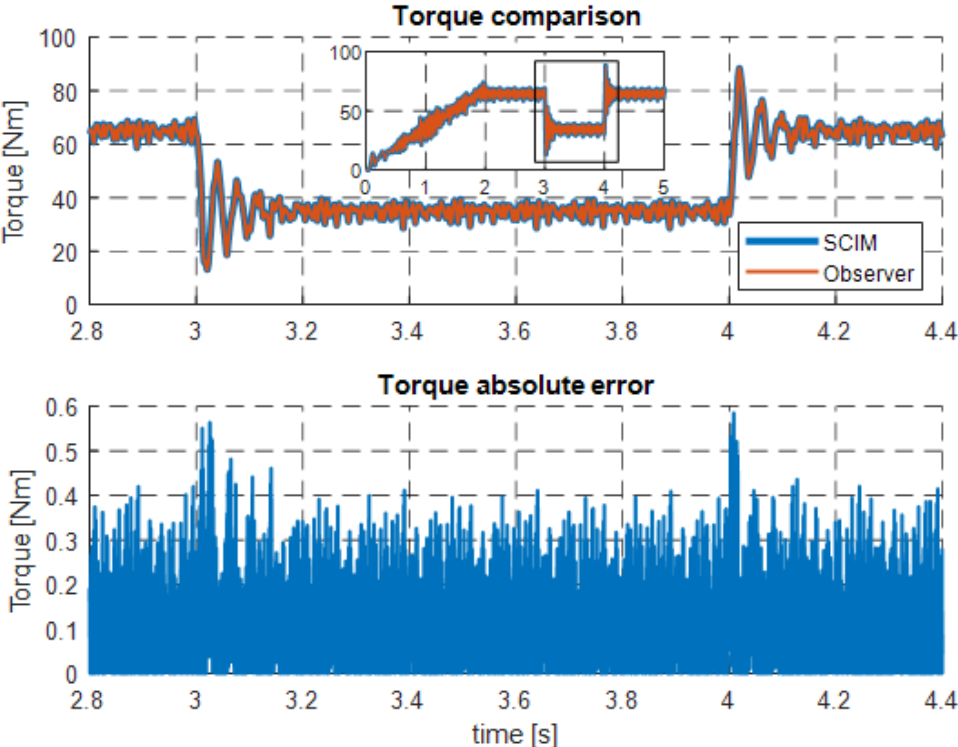 Torque comparison
Torque [Nm]
100
80
60
40
20
0
100
50
0
0 1 2 3 4 5
SCIM
Observer
2.8 3 3.2 3.4 3.6 3.8 4 4.2 4.4
Torque absolute error
Torque [Nm]
0.6
0.5
0.4
0.3
0.2
0.1
0
2.8 3 3.2 3.4 3.6 3.8 4 4.2 4.4
time [s]